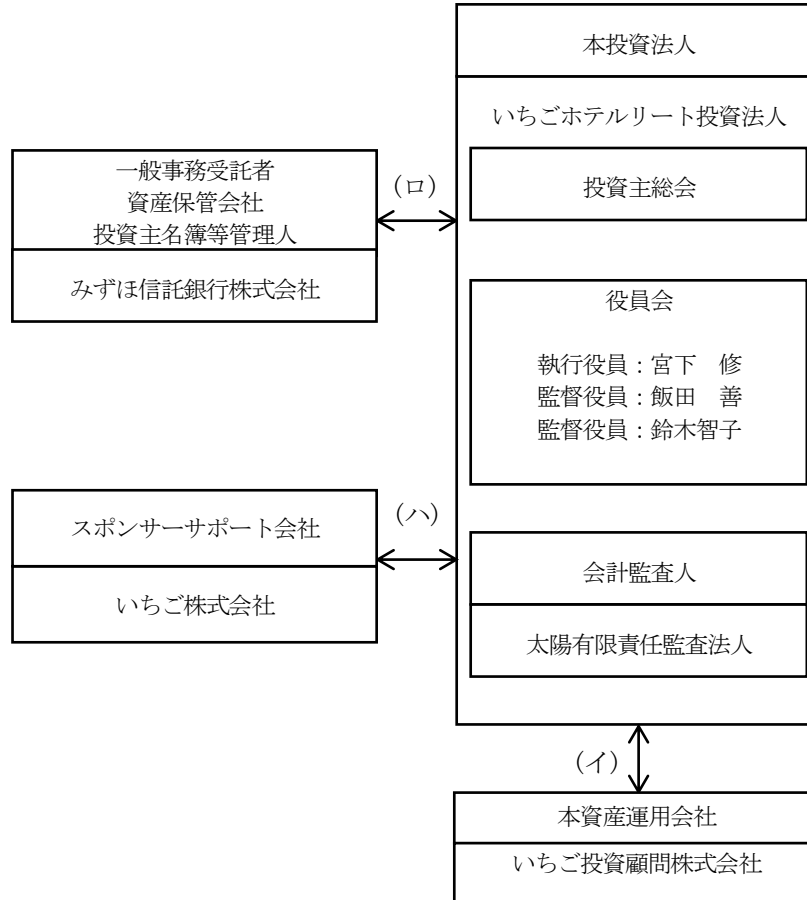 本投資法人
いちごホテルリート投資法人
投資主総会
一般事務受託者
資産保管会社
投資主名簿等管理人
みずほ信託銀行株式会社
(ロ)
役員会
執行役員：宮下　修
監督役員：飯田　善
監督役員：鈴木智子
スポンサーサポート会社
いちご株式会社
(ハ)
会計監査人
太陽有限責任監査法人
(イ)
本資産運用会社
いちご投資顧問株式会社